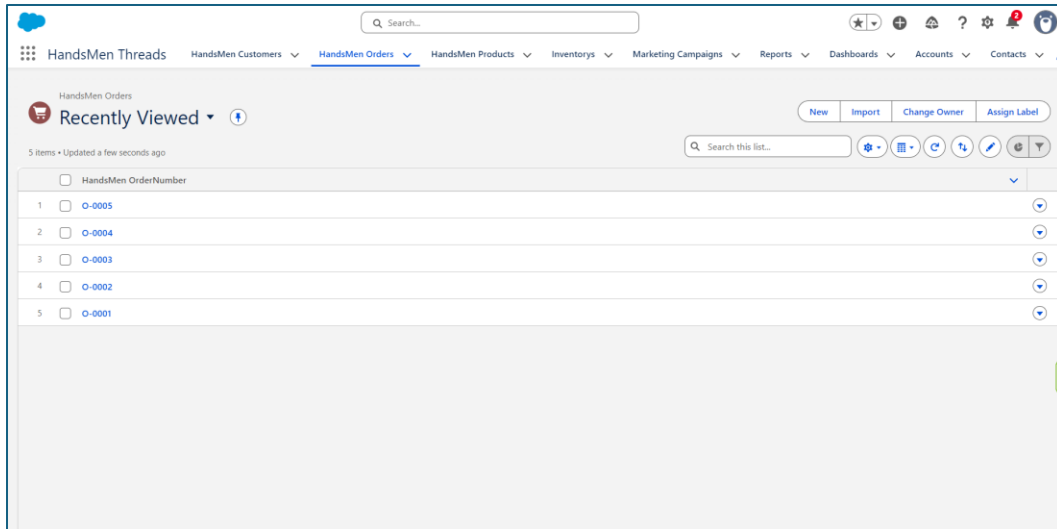 Search...
2
HandsMen Threads HandsMen Customers HandsMen Orders HandsMen Products Inventorys Marketing Campaigns Reports Dashboards Accounts Contacts
HandsMen Orders
Recently Viewed
New Import Change Owner Assign Label
5 items • Updated a few seconds ago
Search this list...
HandsMen OrderNumber
1 O-0005
2 O-0004
3 O-0003
4 O-0002
5 O-0001